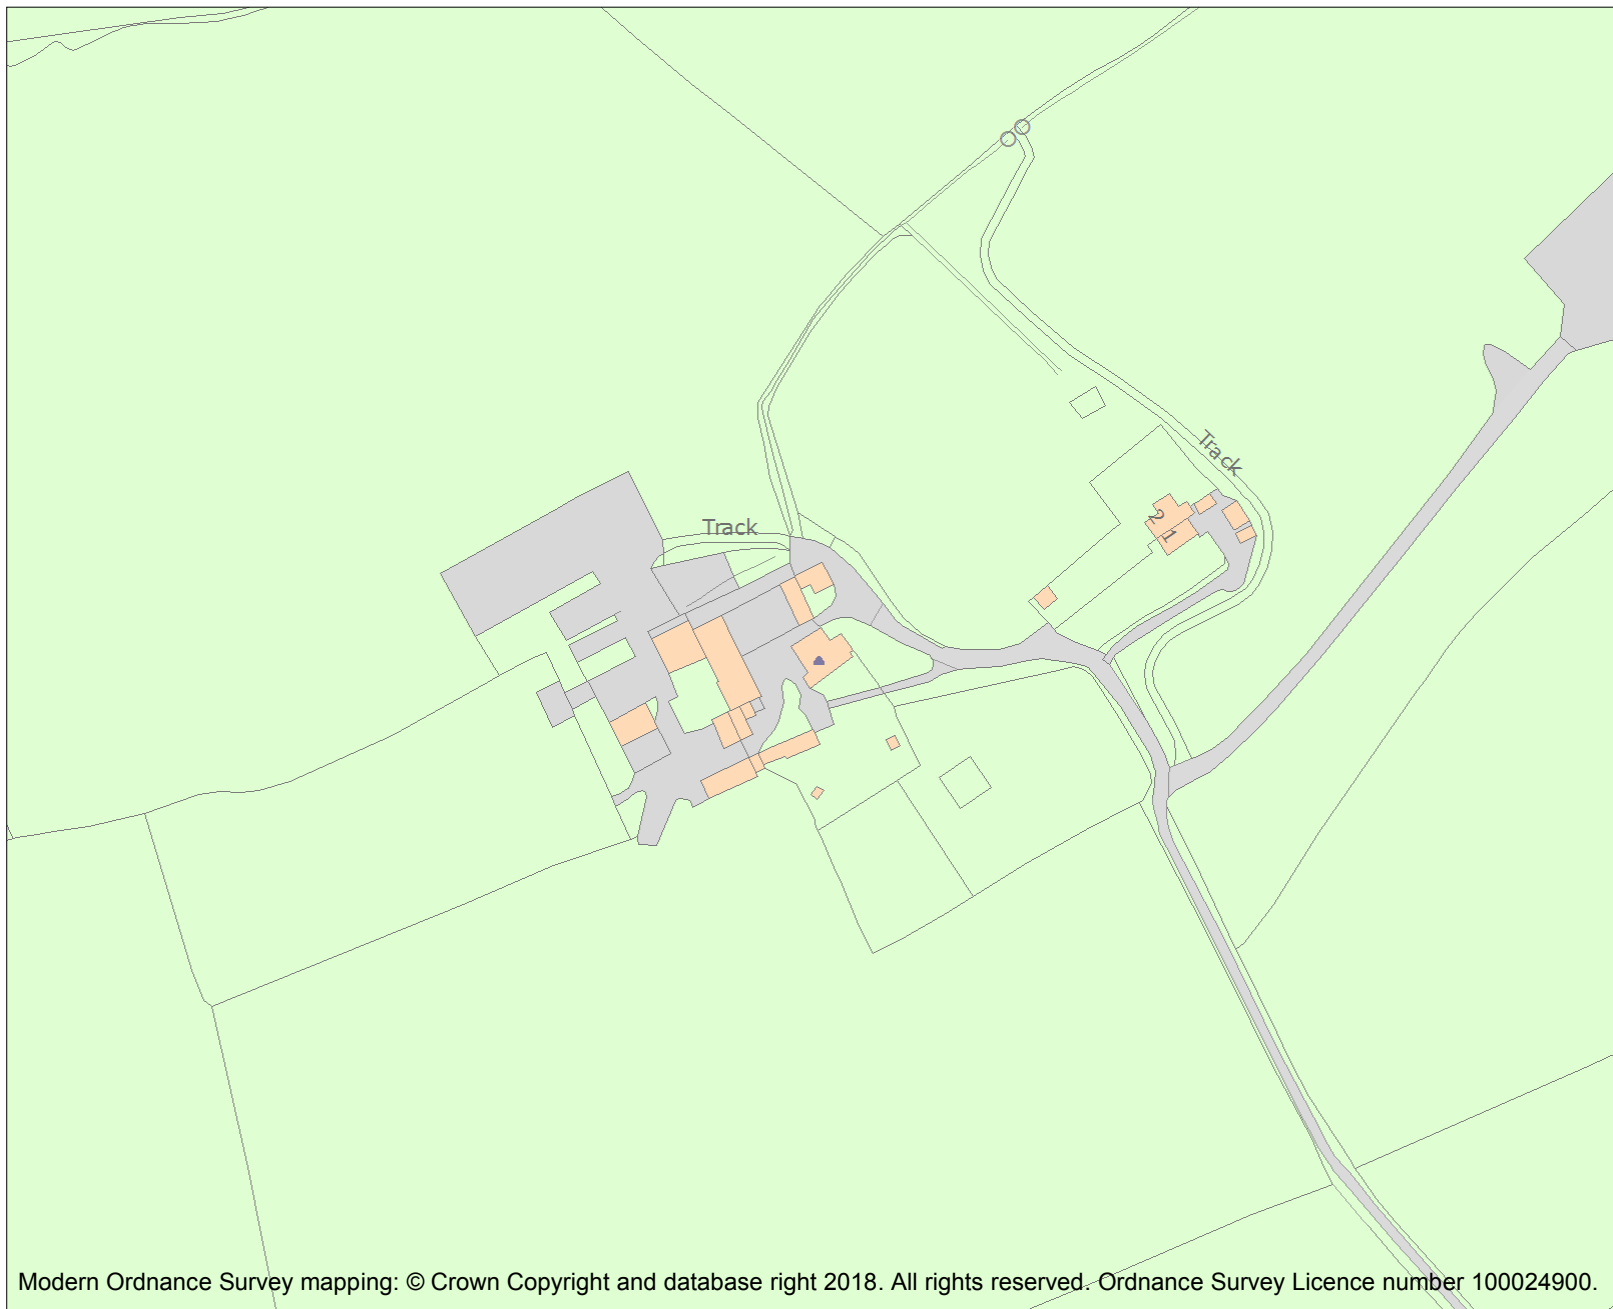 Track
Track
2
1
Modern Ordnance Survey mapping: © Crown Copyright and database right 2018. All rights reserved. Ordnance Survey Licence number 100024900.